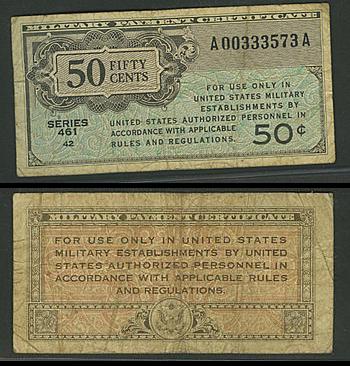 MILITARY PAYMENT CERTIFICATE
A00333573A
50 FIFTY CENTS
FOR USE ONLY IN
UNITED STATES MILITARY
ESTABLISHMENTS BY
SERIES
461
42
UNITED STATES AUTHORIZED PERSONNEL IN
ACCORDANCE WITH APPLICABLE
RULES AND REGULATIONS.
50¢
MILITARY PAYMENT CERTIFICATE
FOR USE ONLY IN UNITED STATES
MILITARY ESTABLISHMENTS BY UNITED
STATES AUTHORIZED PERSONNEL IN
ACCORDANCE WITH APPLICABLE RULES
AND REGULATIONS.